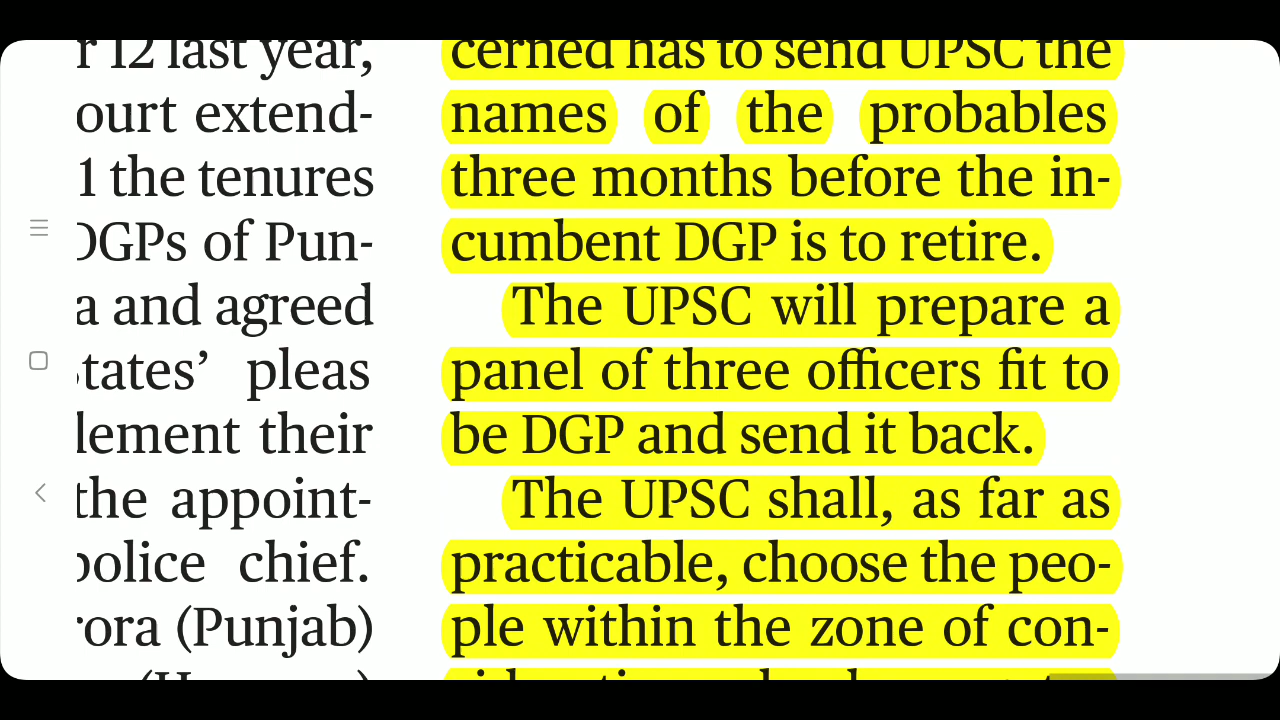 r 12 last year,
ourt extend-
1 the tenures
DGPs of Pun-
a and agreed
tates’ pleas
lement their
the appoint-
police chief.
rora (Punjab)
cerned has to send UPSC the
names of the probables
three months before the in-
cumbent DGP is to retire.
The UPSC will prepare a
panel of three officers fit to
be DGP and send it back.
The UPSC shall, as far as
practicable, choose the peo-
ple within the zone of con-